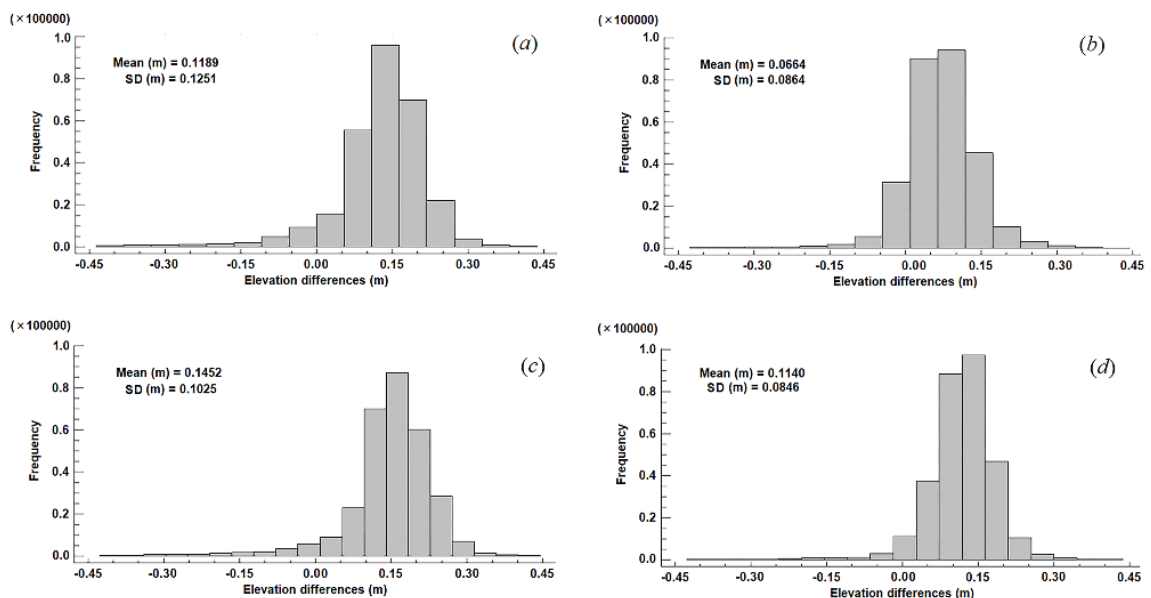 (×100000)
(a)
Mean (m) = 0.1189
SD (m) = 0.1251
Frequency
1.0
0.8
0.6
0.4
0.2
0.0
-0.45 -0.30 -0.15 0.00 0.15 0.30 0.45
Elevation differences (m)
(×100000)
(b)
Mean (m) = 0.0664
SD (m) = 0.0864
Frequency
1.0
0.8
0.6
0.4
0.2
0.0
-0.45 -0.30 -0.15 0.00 0.15 0.30 0.45
Elevation differences (m)
(×100000)
(c)
Mean (m) = 0.1452
SD (m) = 0.1025
Frequency
1.0
0.8
0.6
0.4
0.2
0.0
-0.45 -0.30 -0.15 0.00 0.15 0.30 0.45
Elevation differences (m)
(×100000)
(d)
Mean (m) = 0.1140
SD (m) = 0.0846
Frequency
1.0
0.8
0.6
0.4
0.2
0.0
-0.45 -0.30 -0.15 0.00 0.15 0.30 0.45
Elevation differences (m)